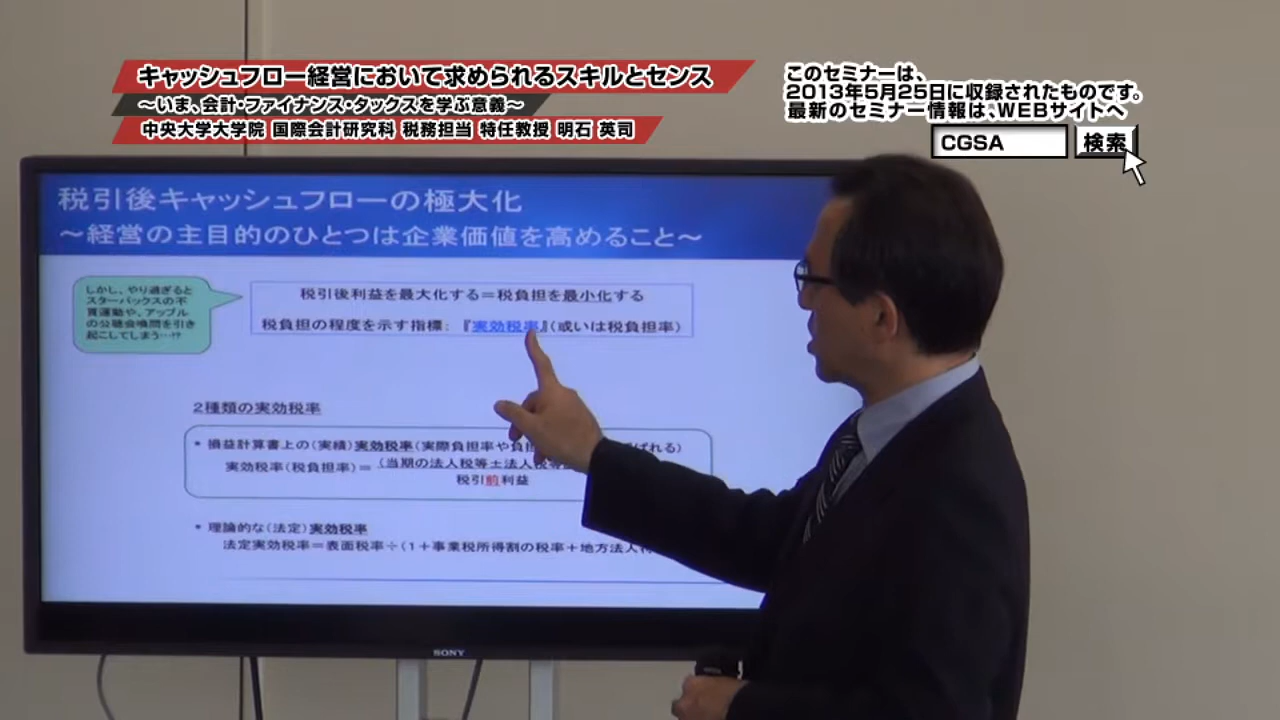 キャッシュフロー経営において求められるスキルとセンス
～いま、会計・ファイナンス・タックスを学ぶ意義～
中央大学大学院 国際会計研究科 税務担当 特任教授 明石 英司
このセミナーは、
2013年5月25日に収録されたものです。
最新のセミナー情報は、WEBサイトへ
CGSA 検索
税引後キャッシュフローの極大化
～経営の主目的のひとつは企業価値を高めること～
しかし、やり過ぎると
スターバックスの不
買運動や、アップル
の公聴会喚問を引き
起こしてしまう…!?
税引後利益を最大化する＝税負担を最小化する
税負担の程度を示す指標：『実効税率』（或いは税負担率）
2種類の実効税率
* 損益計算書上の（実績）実効税率（実際負担率や負担 ばれる）
実効税率（税負担率）＝ （当期の法人税等±法人税等
税引前利益
* 理論的な（法定）実効税率
法定実効税率＝表面税率÷（1＋事業税所得割の税率＋地方法人特
SONY